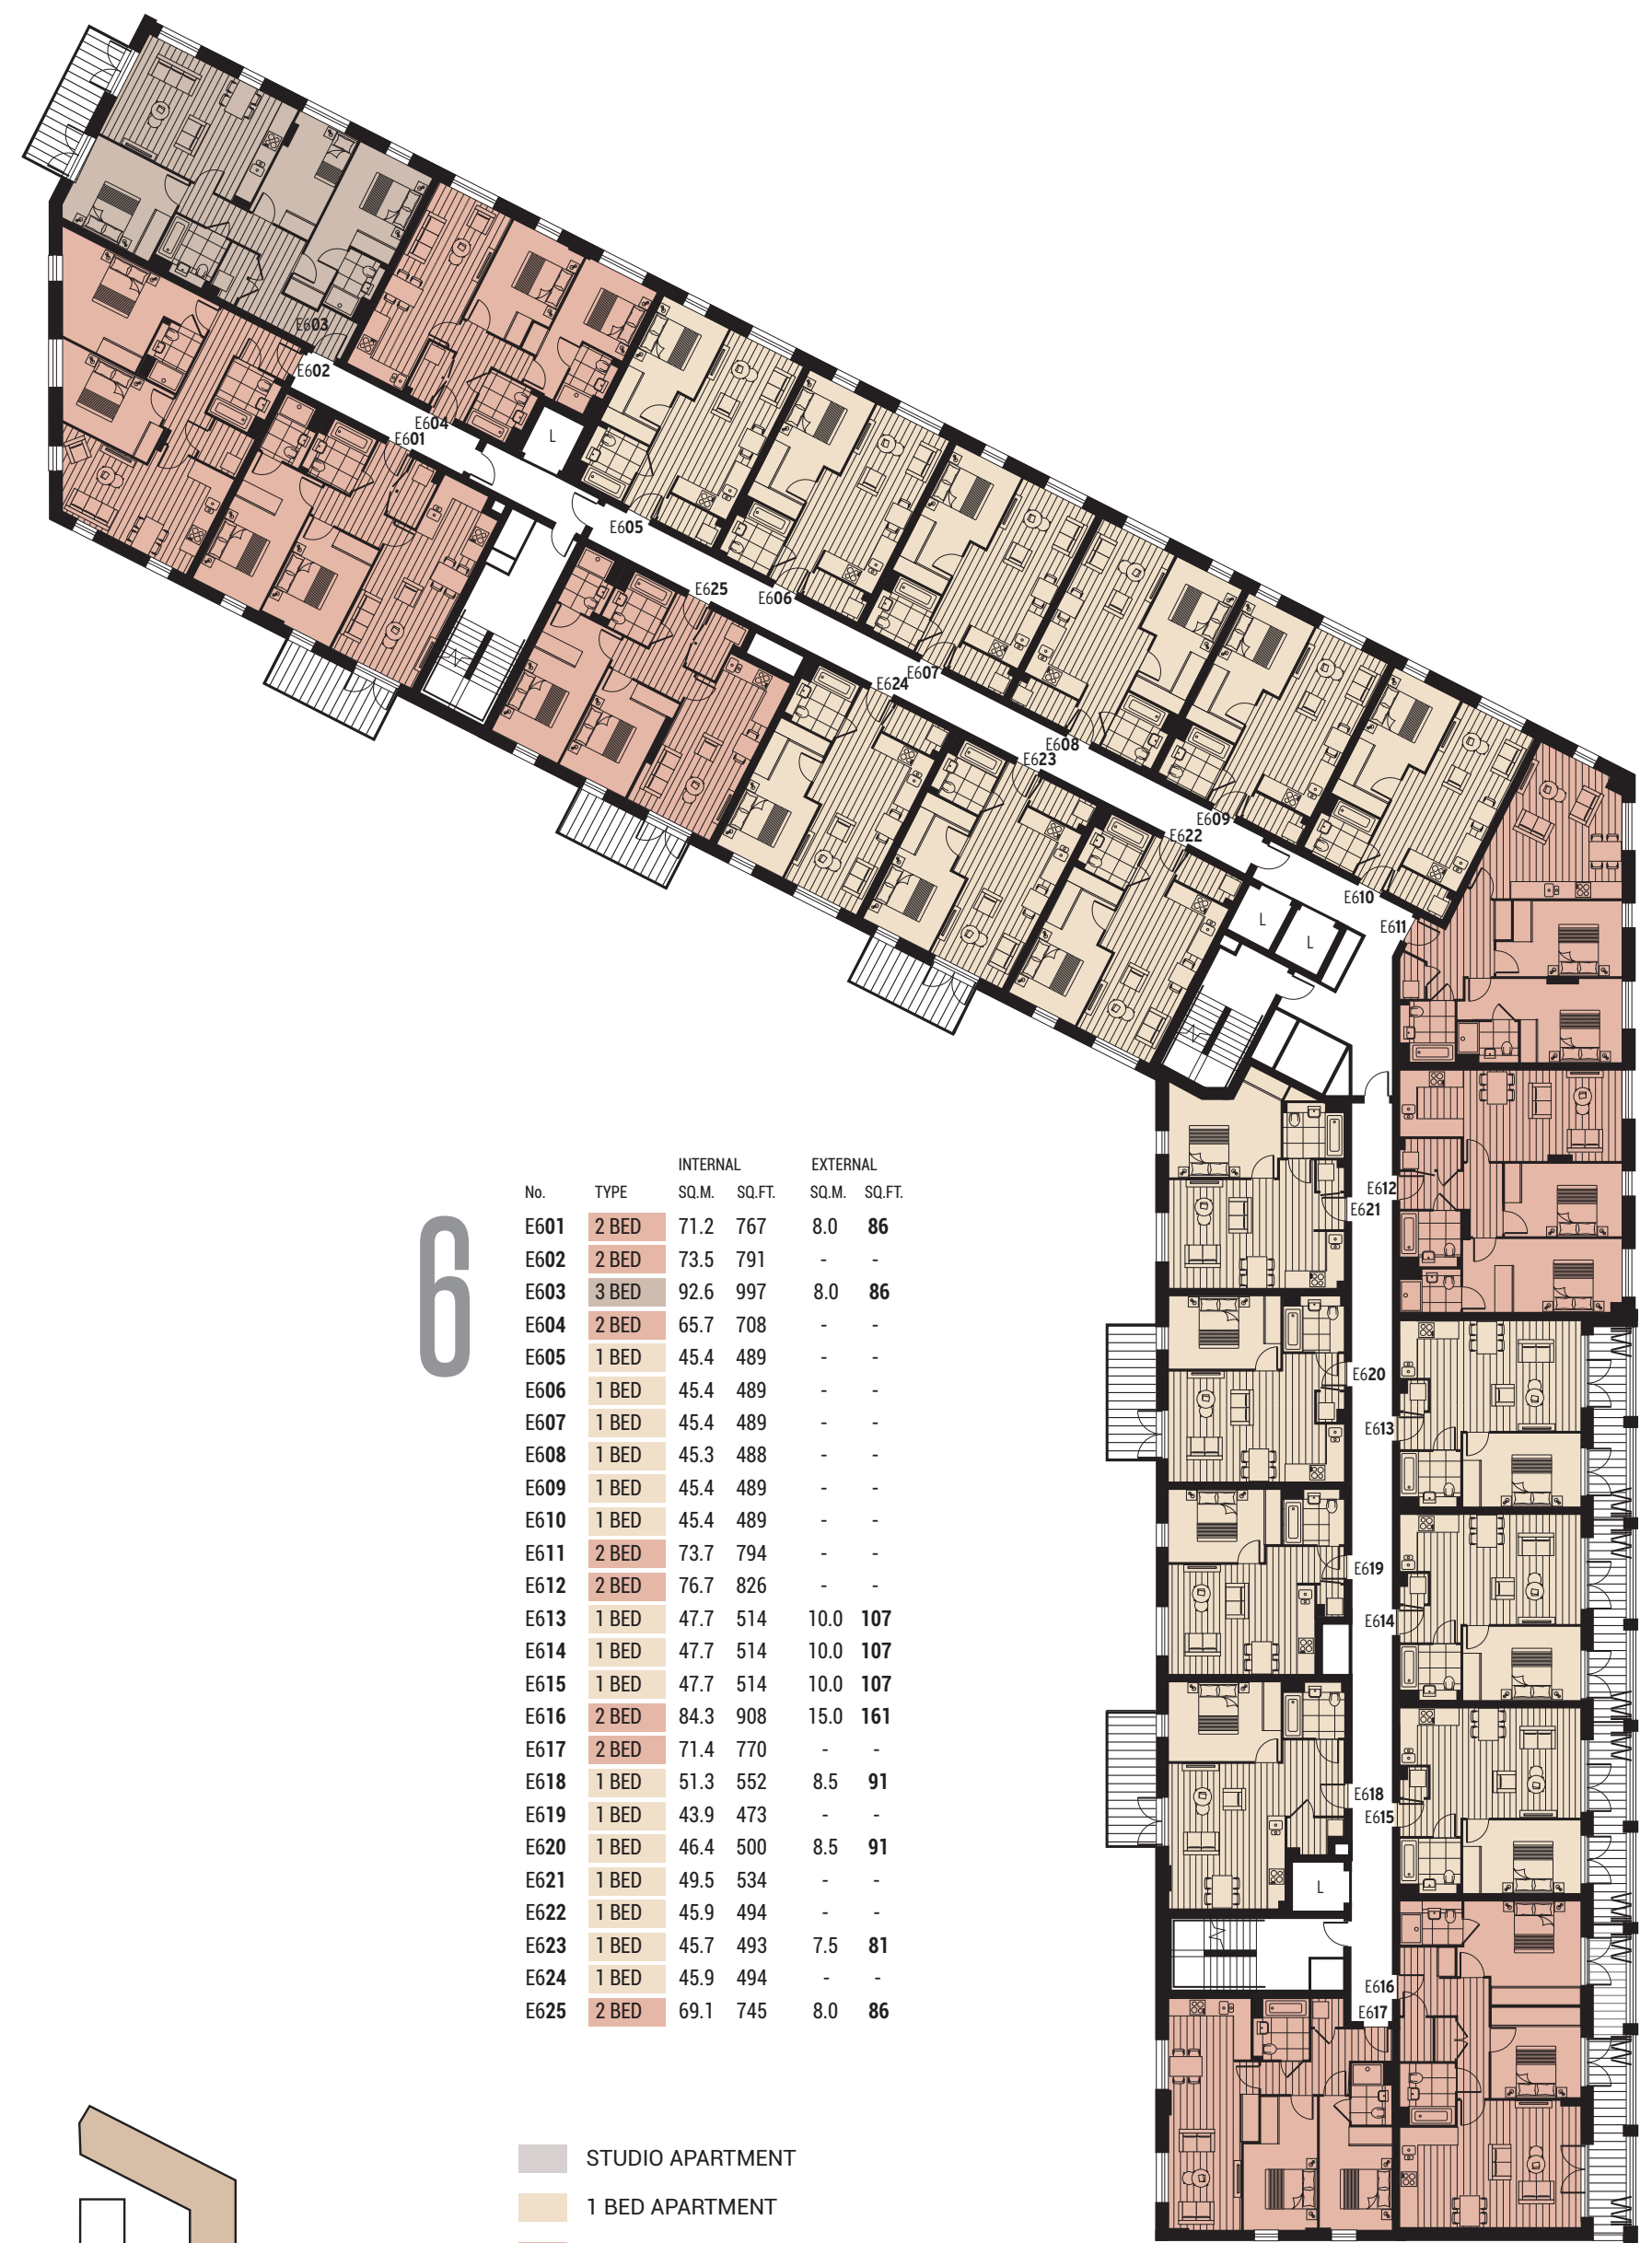 E603
E602
E604
E601
L
E605
E625
E606
E607
E624
E608
E623
E609
E622
E610
L
L
E611
E612
E621
E620
E613
E619
E614
E618
E615
L
E616
E617
6
INTERNAL EXTERNAL
No. TYPE SQ.M. SQ.FT. SQ.M. SQ.FT.
E601 2 BED 71.2 767 8.0 86
E602 2 BED 73.5 791 - -
E603 3 BED 92.6 997 8.0 86
E604 2 BED 65.7 708 - -
E605 1 BED 45.4 489 - -
E606 1 BED 45.4 489 - -
E607 1 BED 45.4 489 - -
E608 1 BED 45.3 488 - -
E609 1 BED 45.4 489 - -
E610 1 BED 45.4 489 - -
E611 2 BED 73.7 794 - -
E612 2 BED 76.7 826 - -
E613 1 BED 47.7 514 10.0 107
E614 1 BED 47.7 514 10.0 107
E615 1 BED 47.7 514 10.0 107
E616 2 BED 84.3 908 15.0 161
E617 2 BED 71.4 770 - -
E618 1 BED 51.3 552 8.5 91
E619 1 BED 43.9 473 - -
E620 1 BED 46.4 500 8.5 91
E621 1 BED 49.5 534 - -
E622 1 BED 45.9 494 - -
E623 1 BED 45.7 493 7.5 81
E624 1 BED 45.9 494 - -
E625 2 BED 69.1 745 8.0 86
STUDIO APARTMENT
1 BED APARTMENT